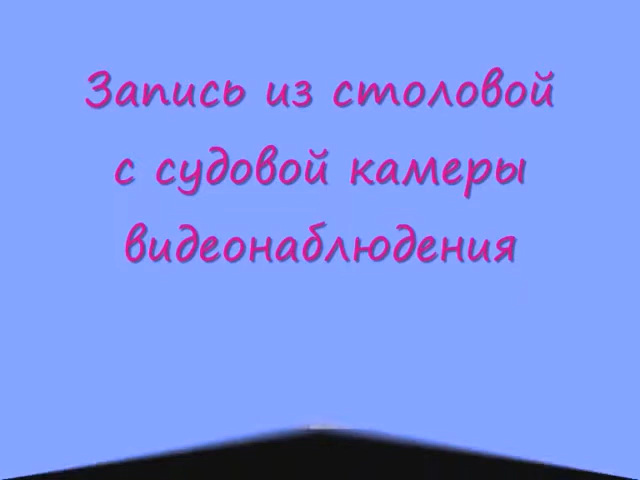 Запись из столовой
с судовой камеры
видеонаблюдения